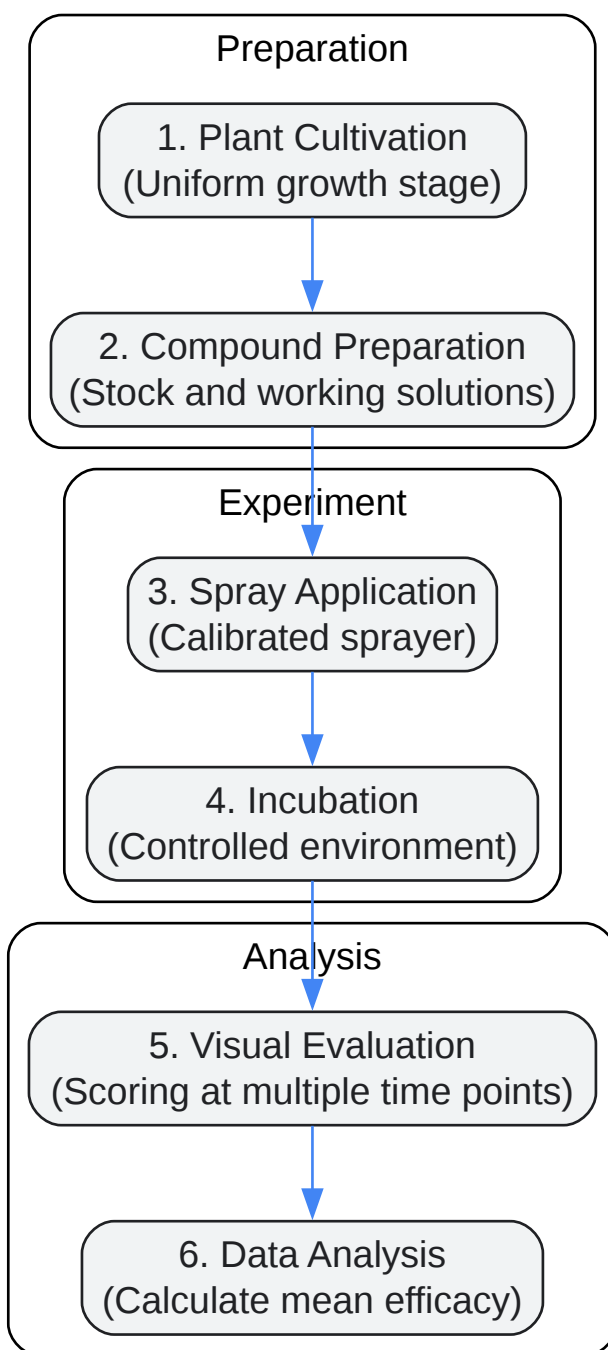 Preparation
1. Plant Cultivation
(Uniform growth stage)
2. Compound Preparation
(Stock and working solutions)
Experiment
3. Spray Application
(Calibrated sprayer)
4. Incubation
(Controlled environment)
Analysis
5. Visual Evaluation
(Scoring at multiple time points)
6. Data Analysis
(Calculate mean efficacy)